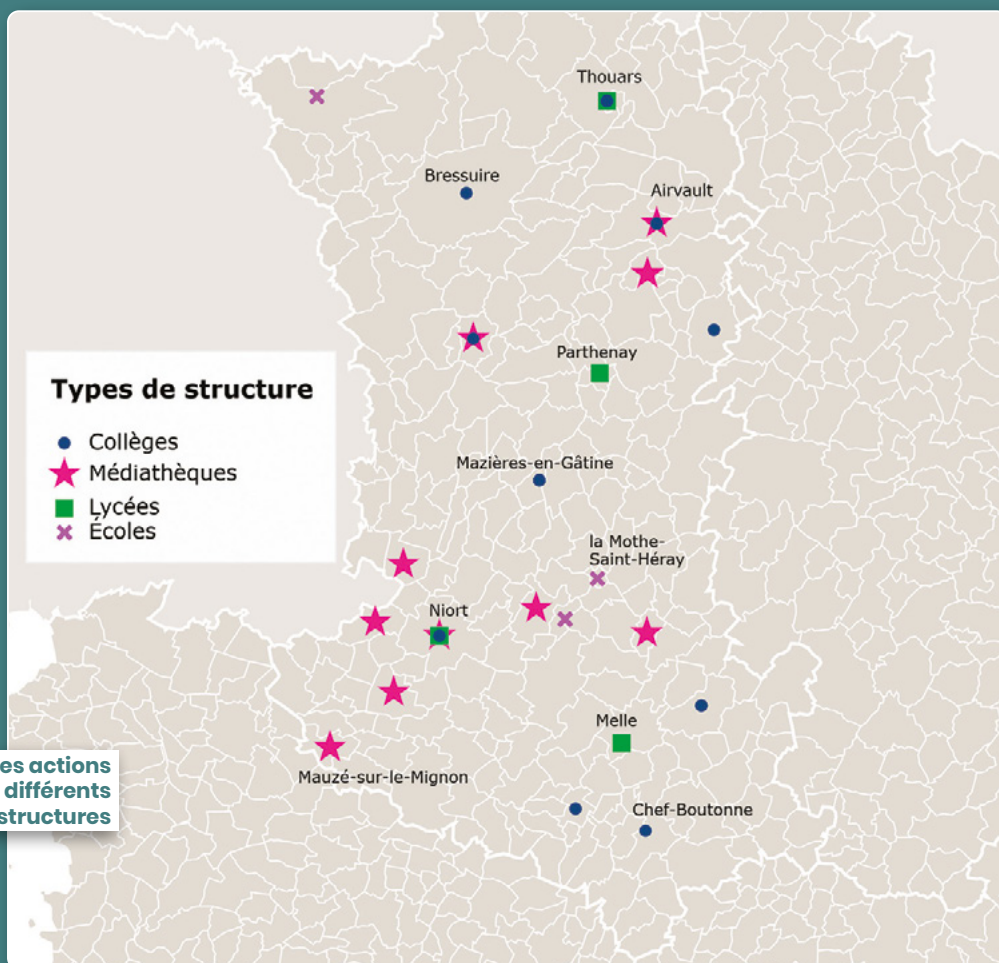 Thouars
Bressuire
Airvault
Parthenay
Types de structure
Collèges
Médiathèques
Lycées
Écoles
Mazières-en-Gâtine
la Mothe-
Saint-Héray
Niort
Melle
Mauzé-sur-le-Mignon
Chef-Boutonne
es actions
différents
structures